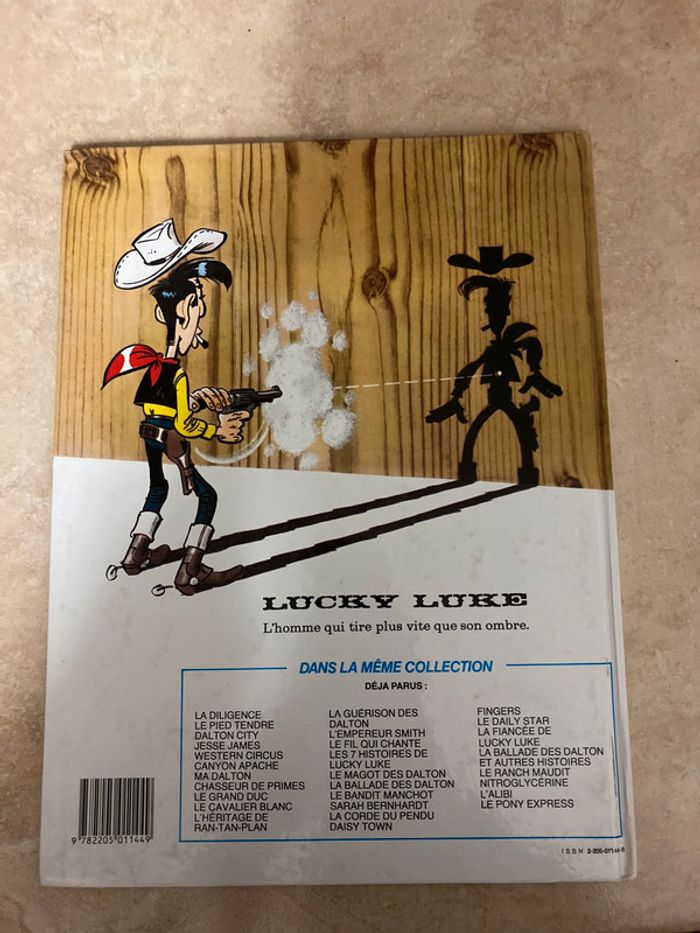 LUCKY LUKE
L'homme qui tire plus vite que son ombre.
DANS LA MÊME COLLECTION
DÉJA PARUS :
LA DILIGENCE
LE PIED TENDRE
DALTON CITY
JESSE JAMES
WESTERN CIRCUS
CANYON APACHE
MA DALTON
CHASSEUR DE PRIMES
LE GRAND DUC
LE CAVALIER BLANC
L'HÉRITAGE DE
RAN-TAN-PLAN
LA GUÉRISON DES
DALTON
L'EMPEREUR SMITH
LE FIL QUI CHANTE
LES 7 HISTOIRES DE
LUCKY LUKE
LE MAGOT DES DALTON
LA BALLADE DES DALTON
LE BANDIT MANCHOT
SARAH BERNHARDT
LA CORDE DU PENDU
DAISY TOWN
FINGERS
LE DAILY STAR
LA FIANCÉE DE
LUCKY LUKE
LA BALLADE DES DALTON
ET AUTRES HISTOIRES
LE RANCH MAUDIT
NITROGLYCÉRINE
L'ALIBI
LE PONY EXPRESS
9 782205 011449
ISBN